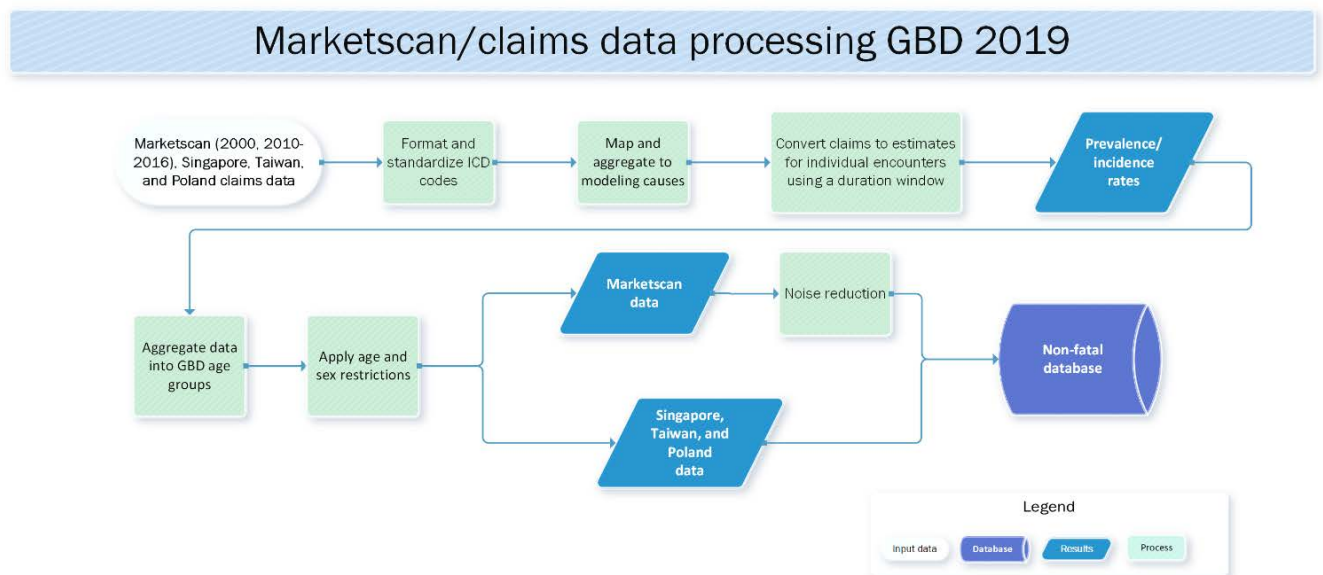 Marketscan/claims data processing GBD 2019
Marketscan (2000, 2010-
2016), Singapore, Taiwan,
and Poland claims data
Format and
standardize ICD
codes
Map and
aggregate to
modeling causes
Convert claims to estimates
for individual encounters
using a duration window
Prevalence/
incidence
rates
Aggregate data
into GBD age
groups
Apply age and
sex restrictions
Marketscan
data
Noise reduction
Singapore,
Taiwan, and
Poland
data
Non-fatal
database
Legend
Input data
Database
Results
Process